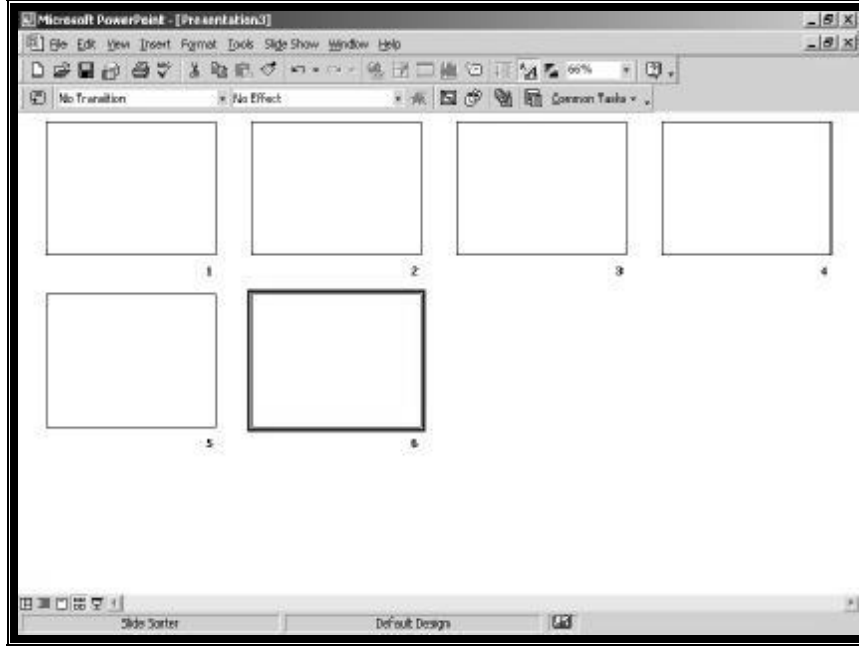 Microsoft PowerPoint - [Presentation3]
File Edit View Insert Format Tools Slide Show Window Help
66%
No Transition No Effect Common Tasks
1 2 3 4
5 6
Slide Sorter Default Design